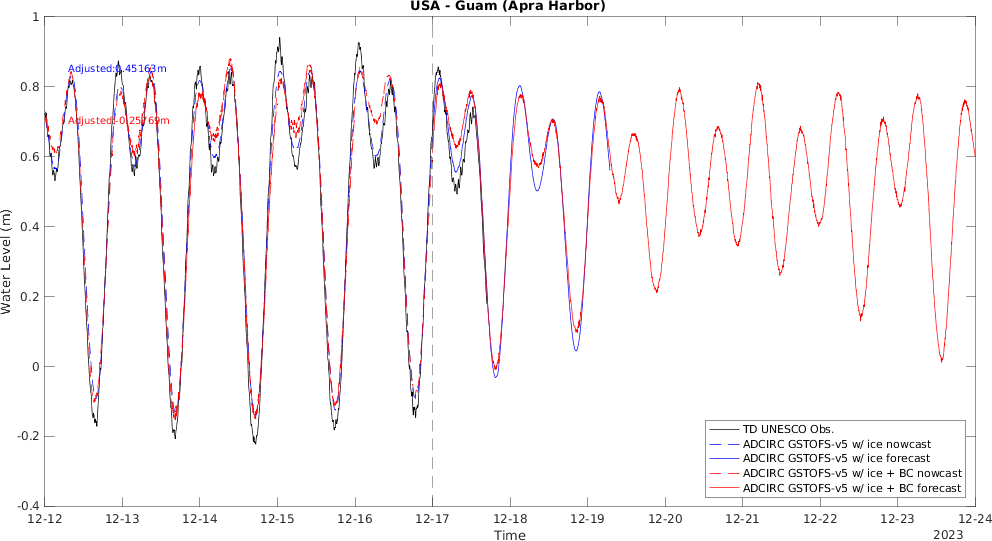 USA - Guam (Apra Harbor)
1
0.8
0.6
0.4
0.2
0
-0.2
-0.4
Water Level (m)
Adjusted:0.45163m
Adjusted:-0.25769m
TD UNESCO Obs.
ADCIRC GSTOFS-v5 w/ ice nowcast
ADCIRC GSTOFS-v5 w/ ice forecast
ADCIRC GSTOFS-v5 w/ ice + BC nowcast
ADCIRC GSTOFS-v5 w/ ice + BC forecast
12-12 12-13 12-14 12-15 12-16 12-17 12-18 12-19 12-20 12-21 12-22 12-23 12-24
Time
2023